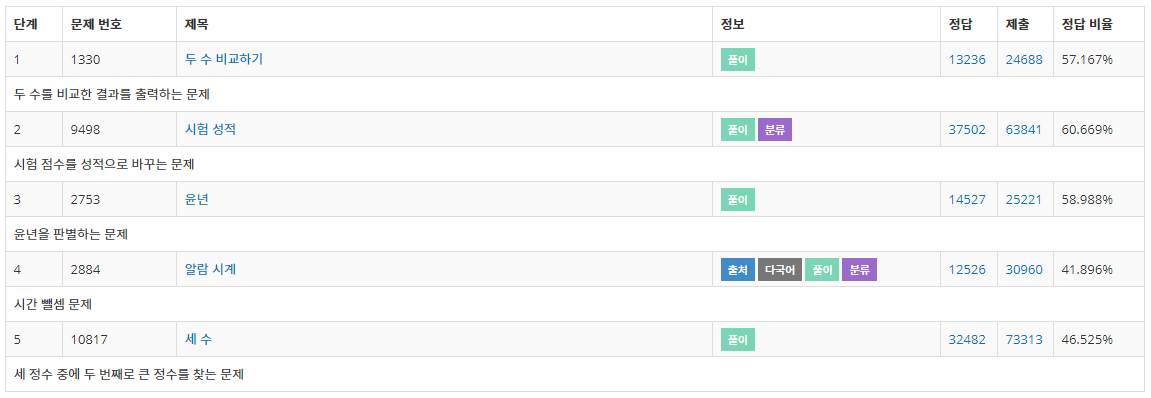 단계 문제 번호 제목 정보 정답 제출 정답 비율
1 1330 두 수 비교하기 풀이 13236 24688 57.167%
두 수를 비교한 결과를 출력하는 문제
2 9498 시험 성적 풀이 분류 37502 63841 60.669%
시험 점수를 성적으로 바꾸는 문제
3 2753 윤년 풀이 14527 25221 58.988%
윤년을 판별하는 문제
4 2884 알람 시계 출처 다국어 풀이 분류 12526 30960 41.896%
시간 뺄셈 문제
5 10817 세 수 풀이 32482 73313 46.525%
세 정수 중에 두 번째로 큰 정수를 찾는 문제